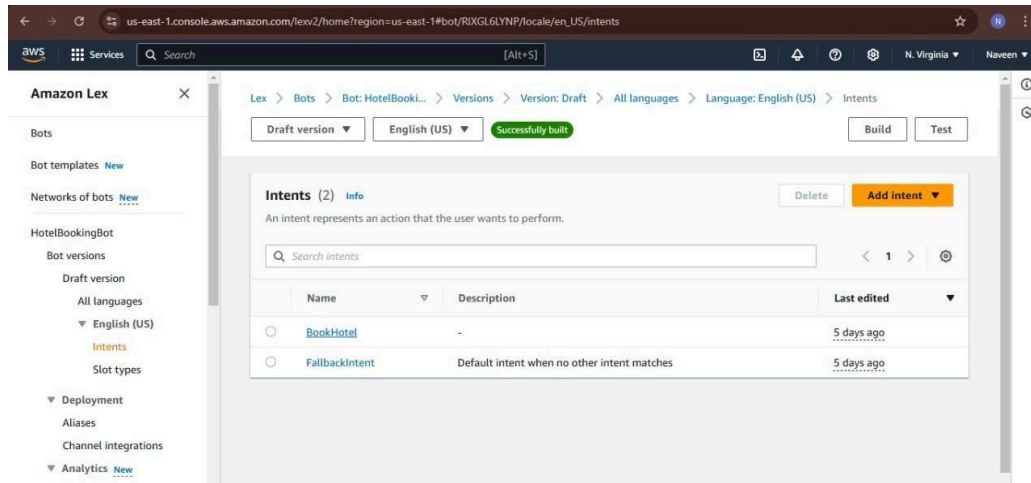 us-east-1.console.aws.amazon.com/lexv2/home?region=us-east-1#bot/RIXGL6LYNP/locale/en_US/intents
N
aws Services Search [Alt+S] N. Virginia ▼ Naveen ▼
Amazon Lex
Bots
Bot templates New
Networks of bots New
HotelBookingBot
Bot versions
Draft version
All languages
▼ English (US)
Intents
Slot types
▼ Deployment
Aliases
Channel integrations
▼ Analytics New
Lex > Bots > Bot: HotelBooki... > Versions > Version: Draft > All languages > Language: English (US) > Intents
Draft version ▼ English (US) ▼ Successfully built Build Test
Intents (2) Info Delete Add intent ▼
An intent represents an action that the user wants to perform.
Search intents < 1 >
Name Description Last edited ▼
BookHotel - 5 days ago
FallbackIntent Default intent when no other intent matches 5 days ago